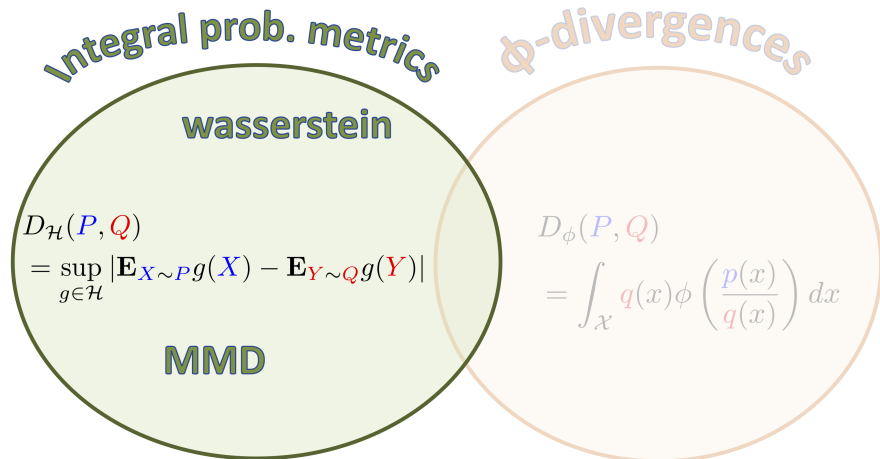 Integral prob. metrics
ϕ-divergences
wasserstein
D_ℋ(P, Q)
= sup_{g∈ℋ} |E_{X∼P} g(X) − E_{Y∼Q} g(Y)|
MMD
D_ϕ(P, Q)
= ∫_𝒳 q(x)ϕ(p(x)/q(x)) dx